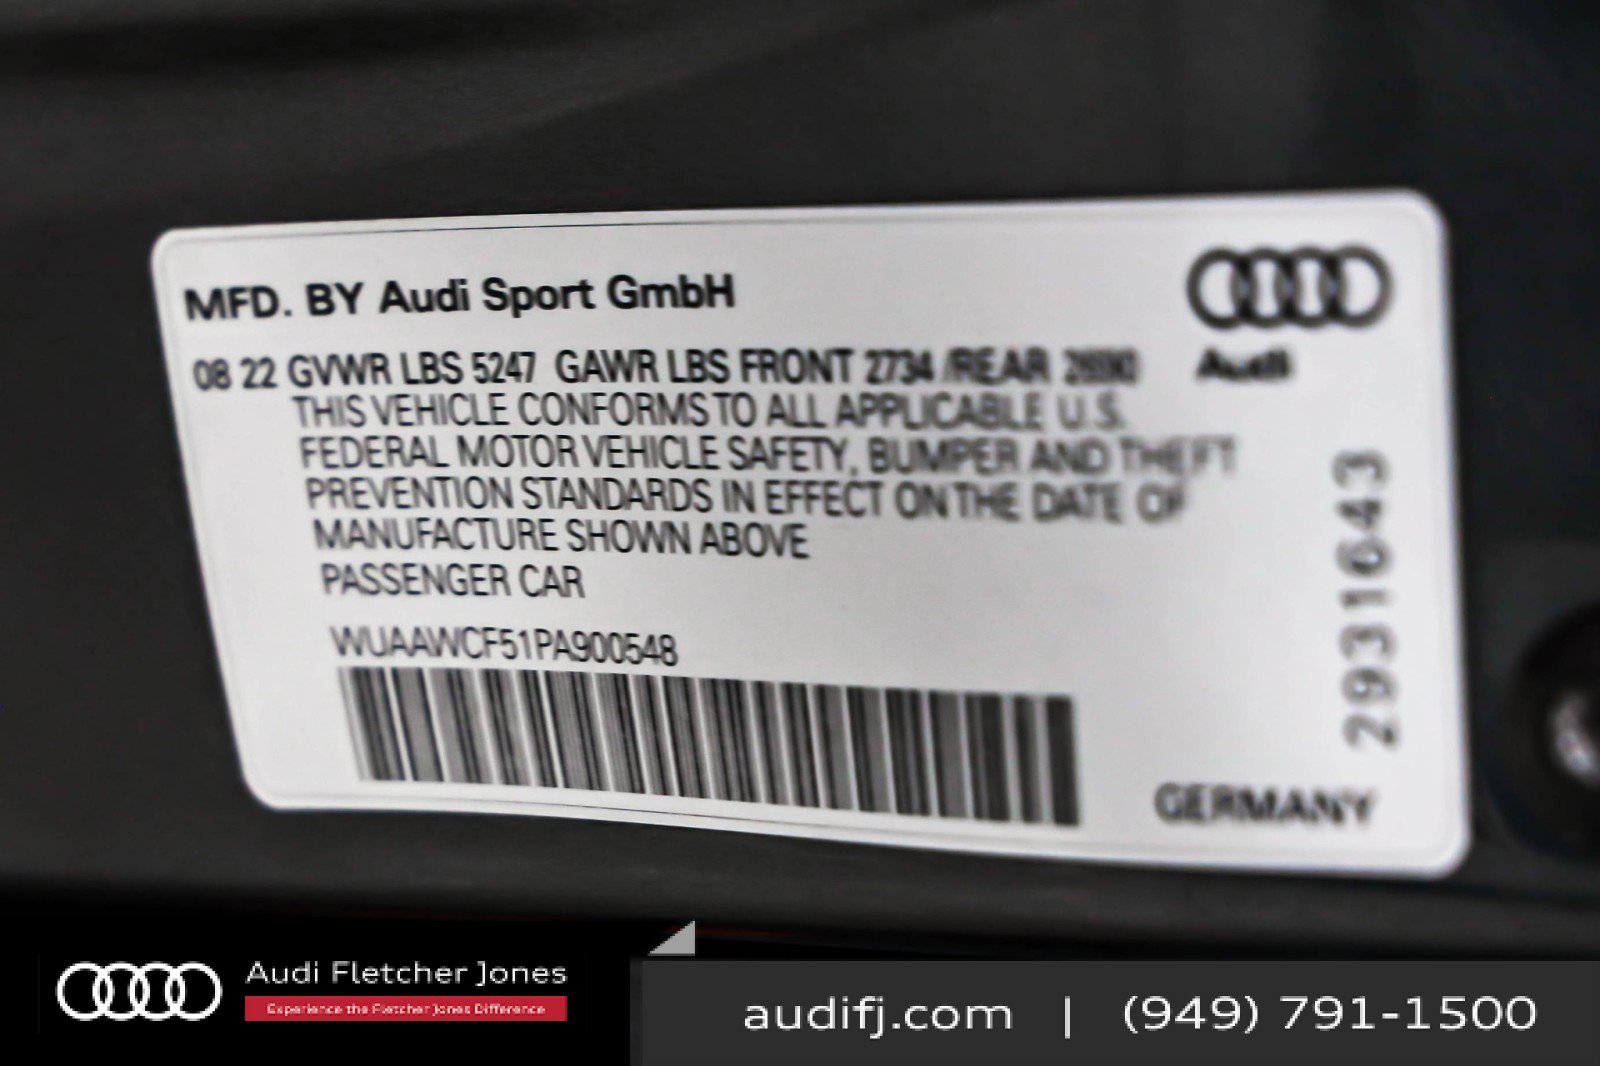 MFD. BY Audi Sport GmbH
08 22 GVWR LBS 5247 GAWR LBS FRONT 2734 /REAR
Audi
THIS VEHICLE CONFORMS TO ALL APPLICABLE U.S.
FEDERAL MOTOR VEHICLE SAFETY, BUMPER AND THEFT
PREVENTION STANDARDS IN EFFECT ON THE DATE OF
MANUFACTURE SHOWN ABOVE
PASSENGER CAR
WUAAWCF51PA900548
29316643
GERMANY
Audi Fletcher Jones
Experience the Fletcher Jones Difference
audifj.com | (949) 791-1500